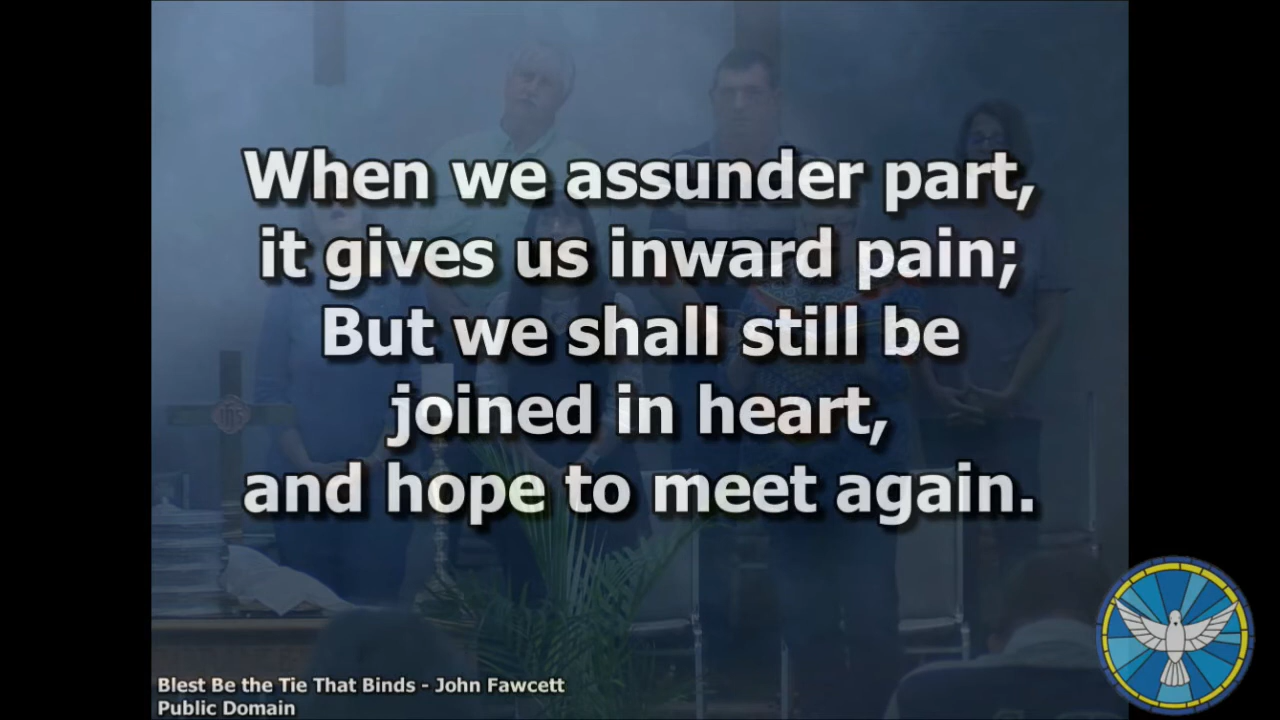 When we assunder part,
it gives us inward pain;
But we shall still be
joined in heart,
and hope to meet again.
IHS
Blest Be the Tie That Binds - John Fawcett
Public Domain